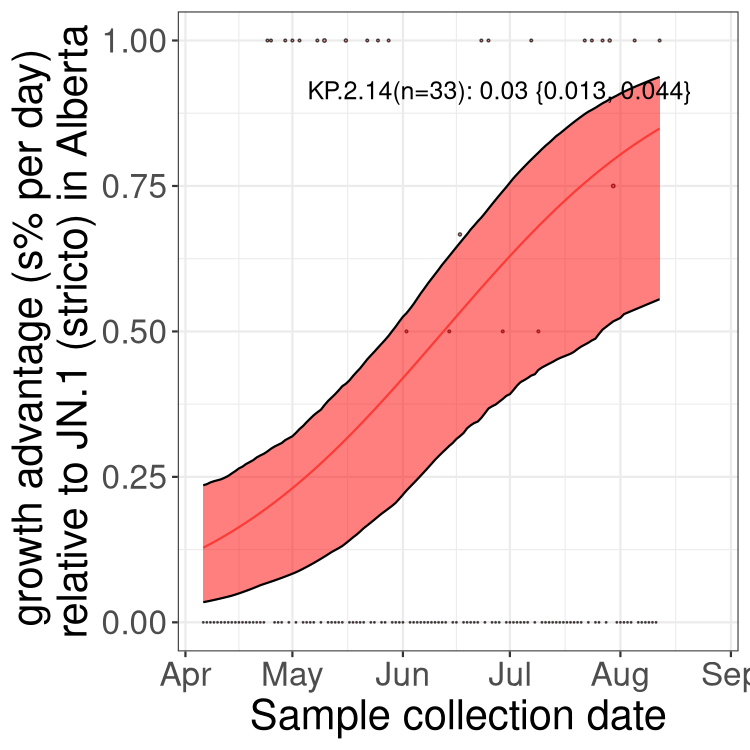 growth advantage (s% per day)
relative to JN.1 (stricto) in Alberta
1.00
0.75
0.50
0.25
0.00
KP.2.14(n=33): 0.03 {0.013, 0.044}
Apr May Jun Jul Aug Sep
Sample collection date